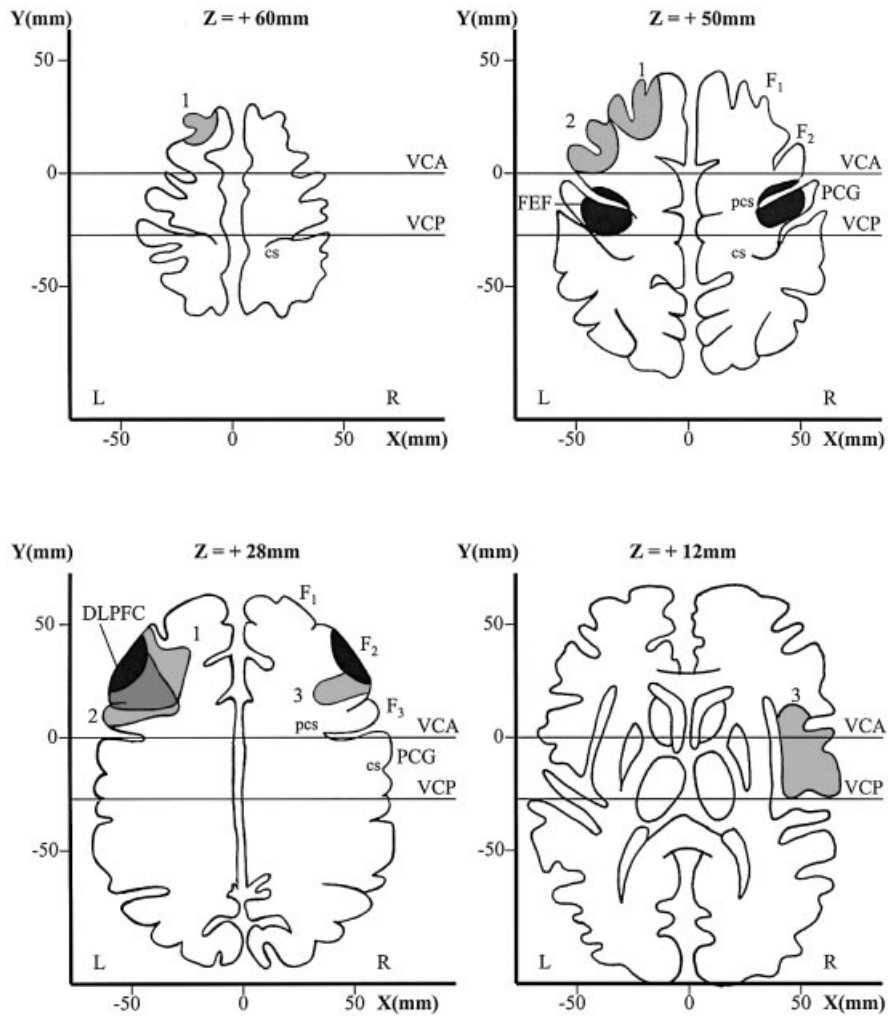 Y(mm) Z = + 60mm
50
1
0
VCA
VCP
cs
-50
L R
-50 0 50 X(mm)
Y(mm) Z = + 50mm
50
1 F1
2 F2
0
VCA
FEF pcs PCG
VCP
cs
-50
L R
-50 0 50 X(mm)
Y(mm) Z = + 28mm
F1
DLPFC
50
1
F2
3
2 F3
pcs VCA
0
cs PCG
VCP
-50
L R
-50 0 50 X(mm)
Y(mm) Z = + 12mm
50
3
VCA
0
VCP
-50
L R
-50 0 50 X(mm)